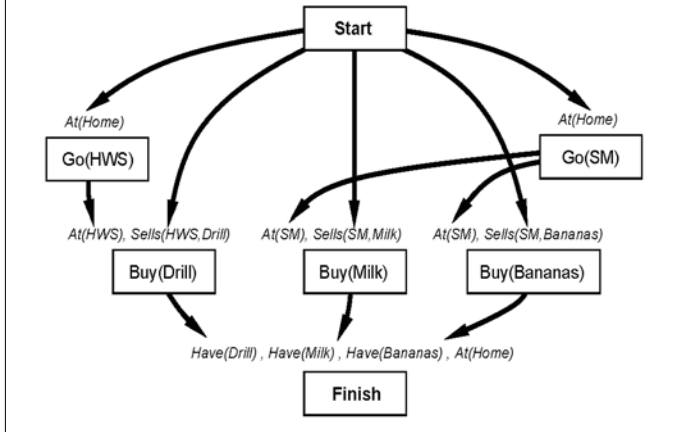 Start
At(Home)
At(Home)
Go(HWS)
Go(SM)
At(HWS), Sells(HWS,Drill)
At(SM), Sells(SM,Milk)
At(SM), Sells(SM,Bananas)
Buy(Drill)
Buy(Milk)
Buy(Bananas)
Have(Drill) , Have(Milk) , Have(Bananas) , At(Home)
Finish